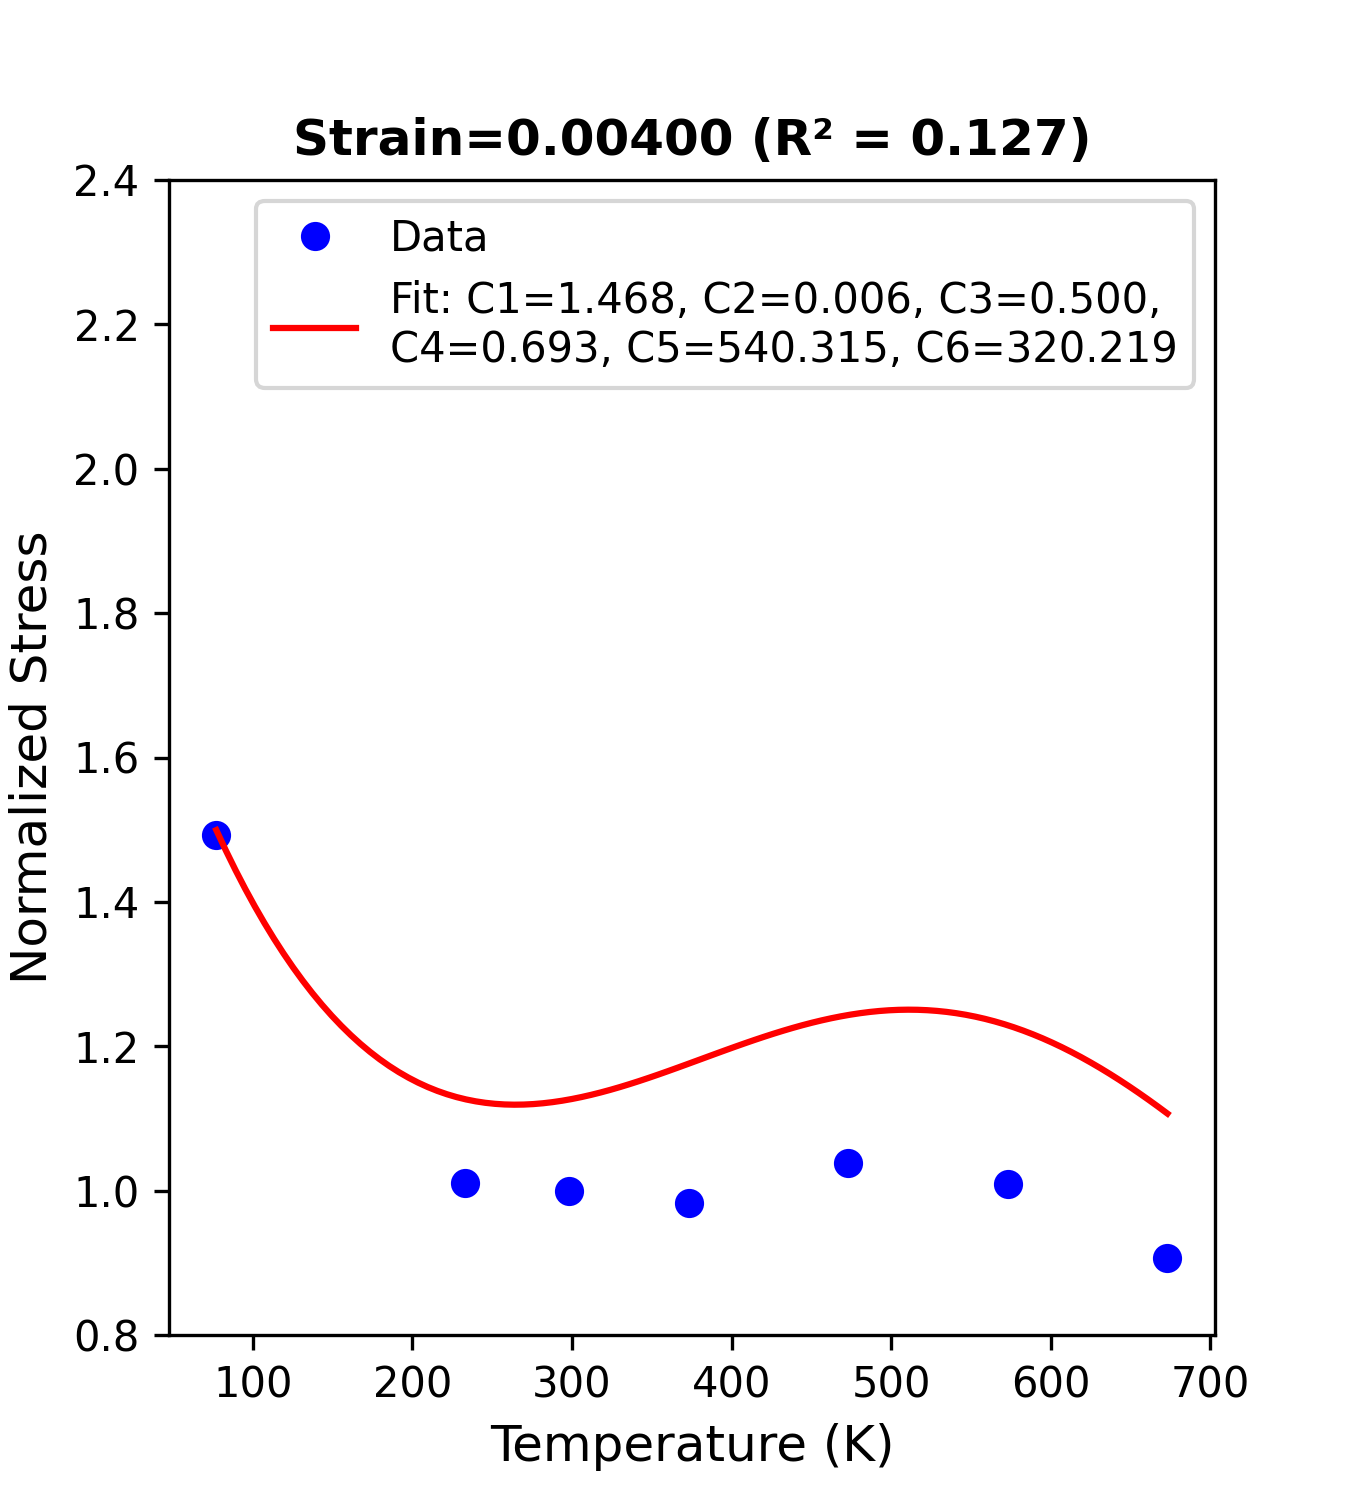 Strain=0.00400 (R² = 0.127)
2.4
2.2
2.0
1.8
1.6
1.4
1.2
1.0
0.8
Normalized Stress
Data
Fit: C1=1.468, C2=0.006, C3=0.500,
C4=0.693, C5=540.315, C6=320.219
100 200 300 400 500 600 700
Temperature (K)